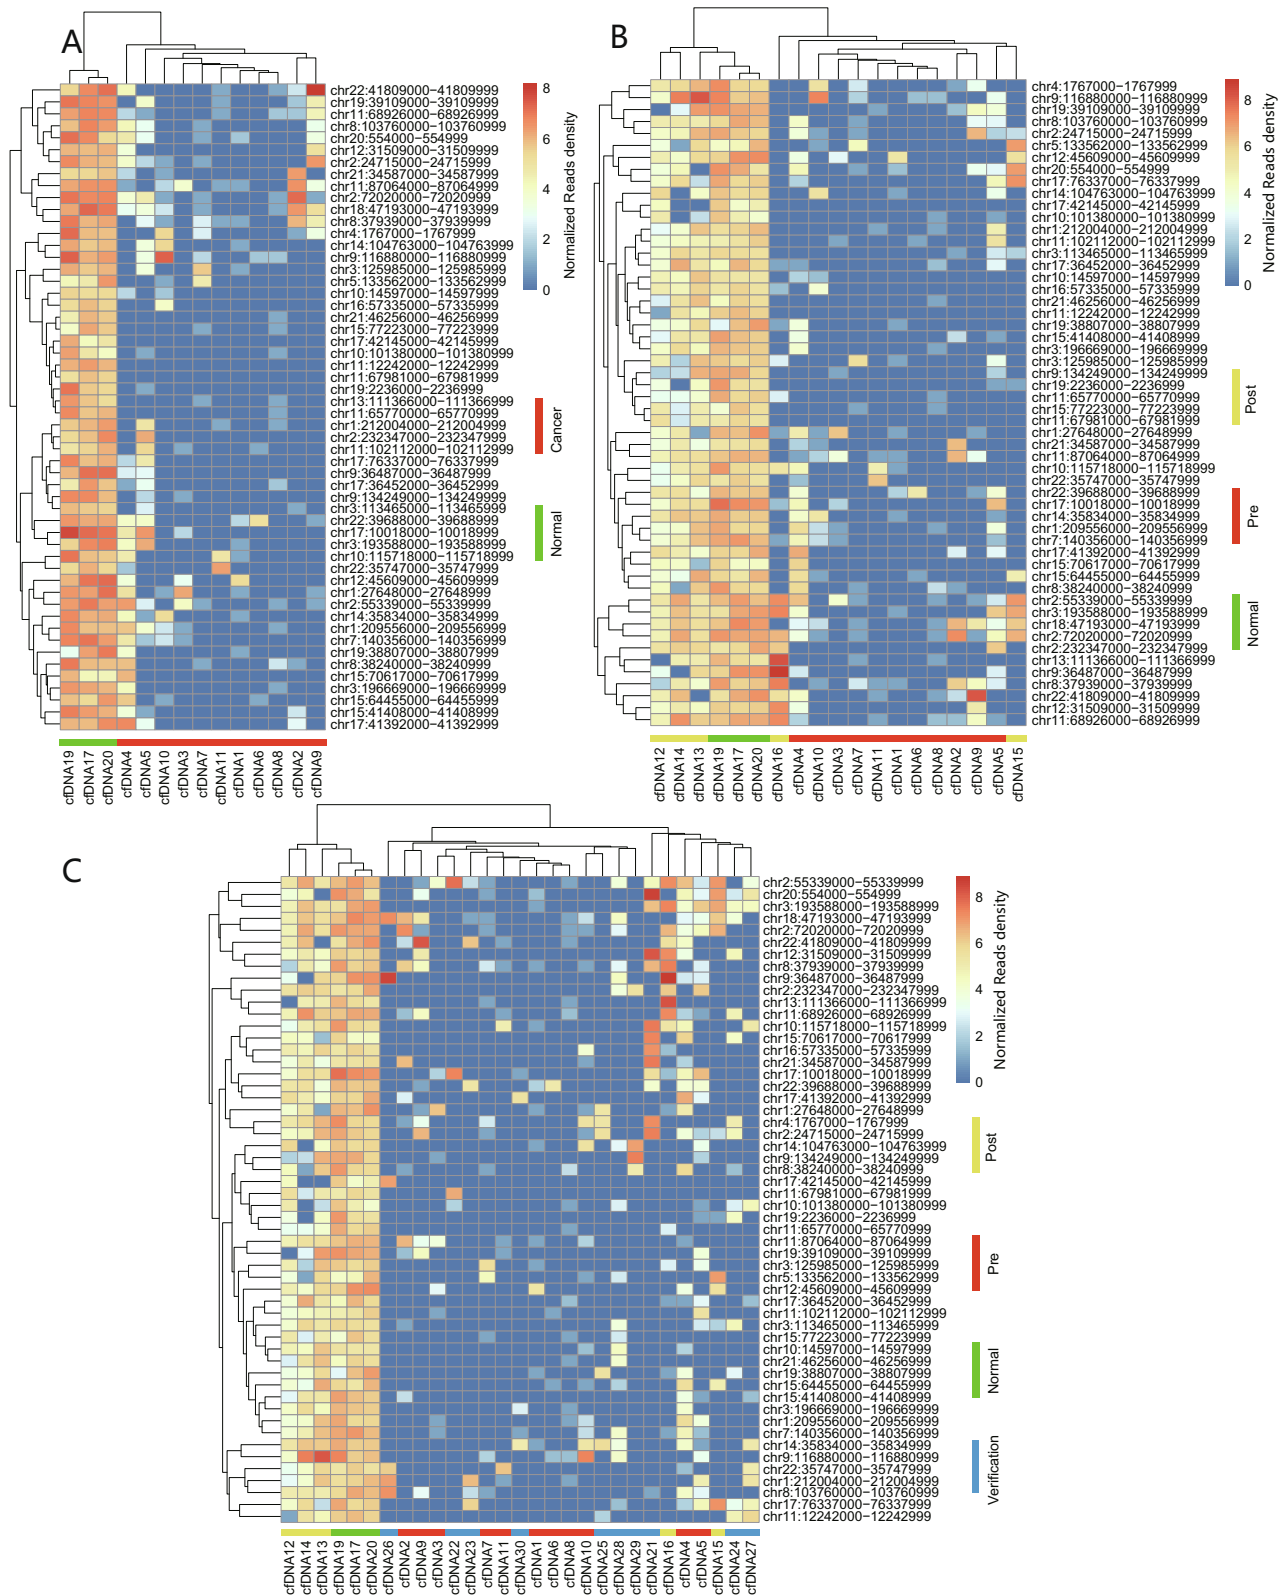 A
chr22:41809000−41809999
chr19:39109000−39109999
chr11:68926000−68926999
chr8:103760000−103760999
chr20:554000−554999
chr12:31509000−31509999
chr2:24715000−24715999
chr21:34587000−34587999
chr11:87064000−87064999
chr2:72020000−72020999
chr18:47193000−47193999
chr8:37939000−37939999
chr4:1767000−1767999
chr14:104763000−104763999
chr9:116880000−116880999
chr3:125985000−125985999
chr5:133562000−133562999
chr10:14597000−14597999
chr16:57335000−57335999
chr21:46256000−46256999
chr15:77223000−77223999
chr17:42145000−42145999
chr10:101380000−101380999
chr11:12242000−12242999
chr11:67981000−67981999
chr19:2236000−2236999
chr13:111366000−111366999
chr11:65770000−65770999
chr1:212004000−212004999
chr2:232347000−232347999
chr11:102112000−102112999
chr17:76337000−76337999
chr9:36487000−36487999
chr17:36452000−36452999
chr9:134249000−134249999
chr3:113465000−113465999
chr22:39688000−39688999
chr17:10018000−10018999
chr3:193588000−193588999
chr10:115718000−115718999
chr22:35747000−35747999
chr12:45609000−45609999
chr1:27648000−27648999
chr2:55339000−55339999
chr14:35834000−35834999
chr1:209556000−209556999
chr7:140356000−140356999
chr19:38807000−38807999
chr8:38240000−38240999
chr15:70617000−70617999
chr3:196669000−196669999
chr15:64455000−64455999
chr15:41408000−41408999
chr17:41392000−41392999
cfDNA19
cfDNA17
cfDNA20
cfDNA4
cfDNA5
cfDNA10
cfDNA3
cfDNA7
cfDNA11
cfDNA1
cfDNA6
cfDNA8
cfDNA2
cfDNA9
8
6
4
2
0
Normalized Reads density
Cancer
Normal
B
chr4:1767000−1767999
chr9:116880000−116880999
chr19:39109000−39109999
chr8:103760000−103760999
chr2:24715000−24715999
chr5:133562000−133562999
chr12:45609000−45609999
chr20:554000−554999
chr17:76337000−76337999
chr14:104763000−104763999
chr17:42145000−42145999
chr10:101380000−101380999
chr1:212004000−212004999
chr11:102112000−102112999
chr3:113465000−113465999
chr17:36452000−36452999
chr10:14597000−14597999
chr16:57335000−57335999
chr21:46256000−46256999
chr11:12242000−12242999
chr19:38807000−38807999
chr15:41408000−41408999
chr3:196669000−196669999
chr3:125985000−125985999
chr9:134249000−134249999
chr19:2236000−2236999
chr11:65770000−65770999
chr15:77223000−77223999
chr11:67981000−67981999
chr1:27648000−27648999
chr21:34587000−34587999
chr11:87064000−87064999
chr10:115718000−115718999
chr22:35747000−35747999
chr22:39688000−39688999
chr17:10018000−10018999
chr14:35834000−35834999
chr1:209556000−209556999
chr7:140356000−140356999
chr17:41392000−41392999
chr15:70617000−70617999
chr15:64455000−64455999
chr8:38240000−38240999
chr2:55339000−55339999
chr3:193588000−193588999
chr18:47193000−47193999
chr2:72020000−72020999
chr2:232347000−232347999
chr13:111366000−111366999
chr9:36487000−36487999
chr8:37939000−37939999
chr22:41809000−41809999
chr12:31509000−31509999
chr11:68926000−68926999
cfDNA12
cfDNA14
cfDNA13
cfDNA19
cfDNA17
cfDNA20
cfDNA16
cfDNA4
cfDNA10
cfDNA3
cfDNA7
cfDNA11
cfDNA1
cfDNA6
cfDNA8
cfDNA2
cfDNA9
cfDNA5
cfDNA15
8
6
4
2
0
Normalized Reads density
Post
Pre
Normal
C
chr2:55339000−55339999
chr20:554000−554999
chr3:193588000−193588999
chr18:47193000−47193999
chr2:72020000−72020999
chr22:41809000−41809999
chr12:31509000−31509999
chr8:37939000−37939999
chr9:36487000−36487999
chr2:232347000−232347999
chr13:111366000−111366999
chr11:68926000−68926999
chr10:115718000−115718999
chr15:70617000−70617999
chr16:57335000−57335999
chr21:34587000−34587999
chr17:10018000−10018999
chr22:39688000−39688999
chr17:41392000−41392999
chr1:27648000−27648999
chr4:1767000−1767999
chr2:24715000−24715999
chr14:104763000−104763999
chr9:134249000−134249999
chr8:38240000−38240999
chr17:42145000−42145999
chr11:67981000−67981999
chr10:101380000−101380999
chr19:2236000−2236999
chr11:65770000−65770999
chr11:87064000−87064999
chr19:39109000−39109999
chr3:125985000−125985999
chr5:133562000−133562999
chr12:45609000−45609999
chr17:36452000−36452999
chr11:102112000−102112999
chr3:113465000−113465999
chr15:77223000−77223999
chr10:14597000−14597999
chr21:46256000−46256999
chr19:38807000−38807999
chr15:64455000−64455999
chr15:41408000−41408999
chr3:196669000−196669999
chr1:209556000−209556999
chr7:140356000−140356999
chr14:35834000−35834999
chr9:116880000−116880999
chr22:35747000−35747999
chr1:212004000−212004999
chr8:103760000−103760999
chr17:76337000−76337999
chr11:12242000−12242999
cfDNA12
cfDNA14
cfDNA13
cfDNA19
cfDNA17
cfDNA20
cfDNA26
cfDNA2
cfDNA9
cfDNA3
cfDNA22
cfDNA23
cfDNA7
cfDNA11
cfDNA30
cfDNA1
cfDNA6
cfDNA8
cfDNA10
cfDNA25
cfDNA28
cfDNA29
cfDNA21
cfDNA16
cfDNA4
cfDNA5
cfDNA15
cfDNA24
cfDNA27
8
6
4
2
0
Normalized Reads density
Post
Pre
Normal
Verification